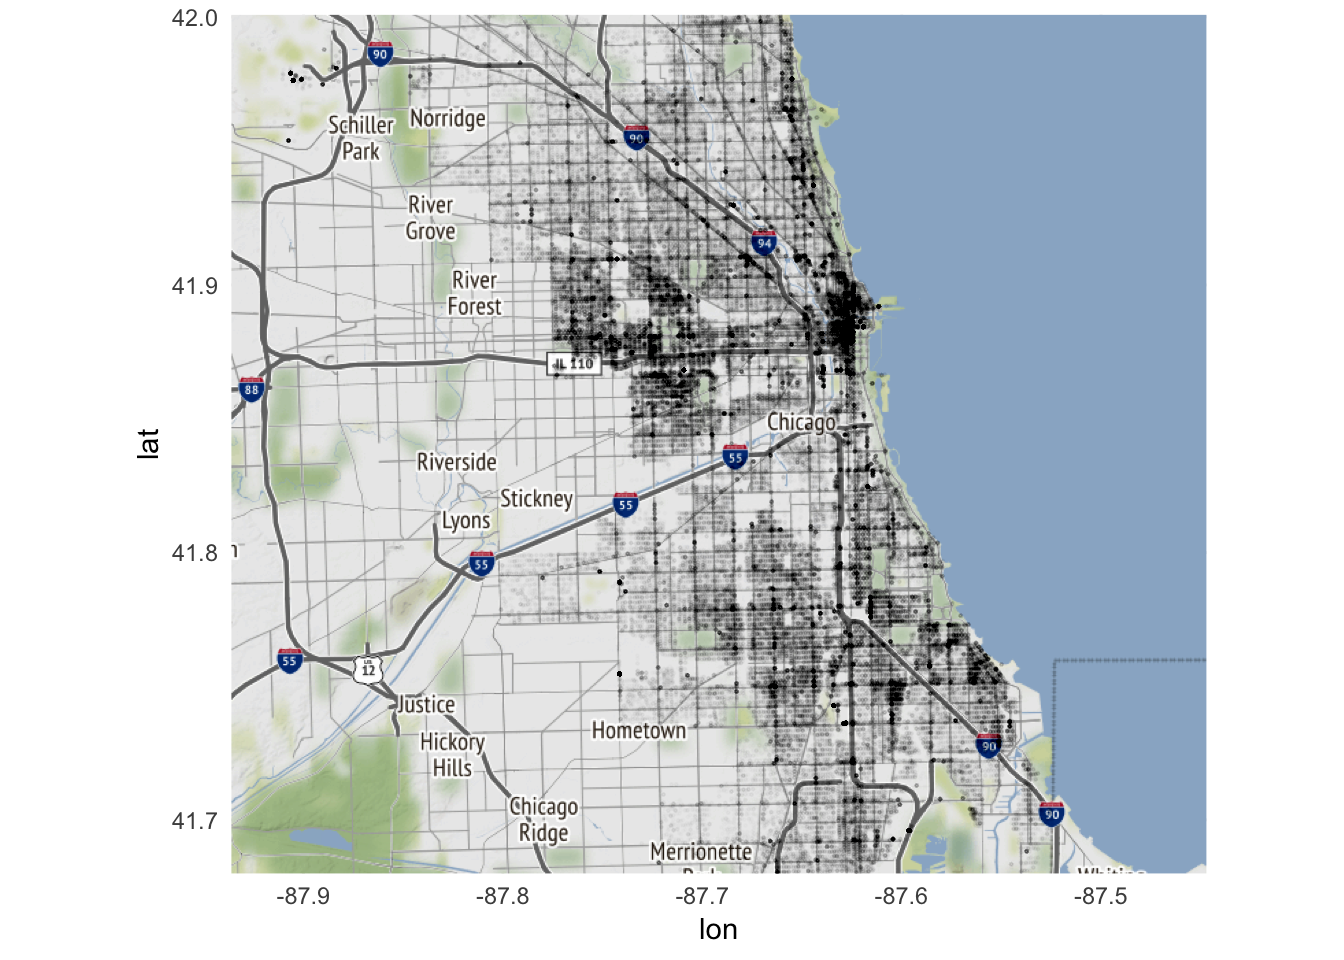 42.0
90
Norridge
90
Schiller
Park
River
Grove
94
41.9
River
Forest
IL 110
88
Chicago
lat
55
Riverside
Stickney
55
Lyons
41.8
55
55
12
Justice
Hometown
Hickory
Hills
90
Chicago
Ridge
90
41.7
Merrionette
-87.9
-87.8
-87.7
-87.6
-87.5
lon